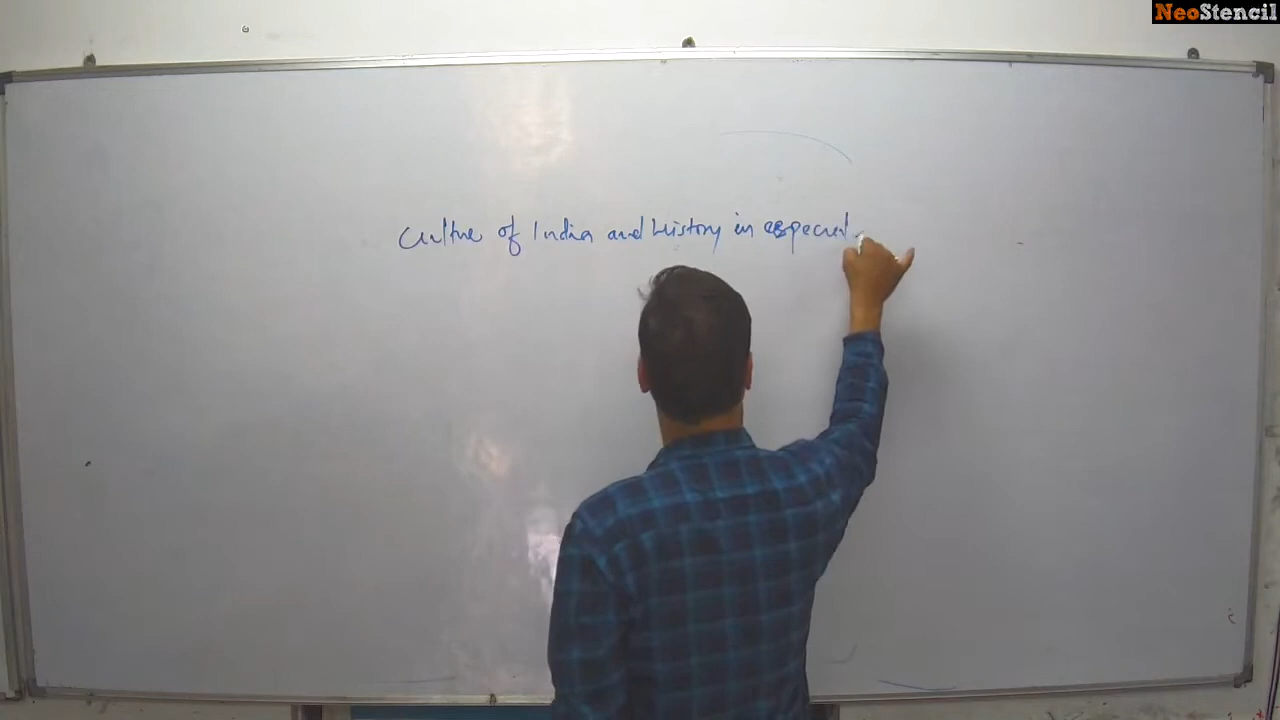 NeoStencil
Culture of India and History in especial